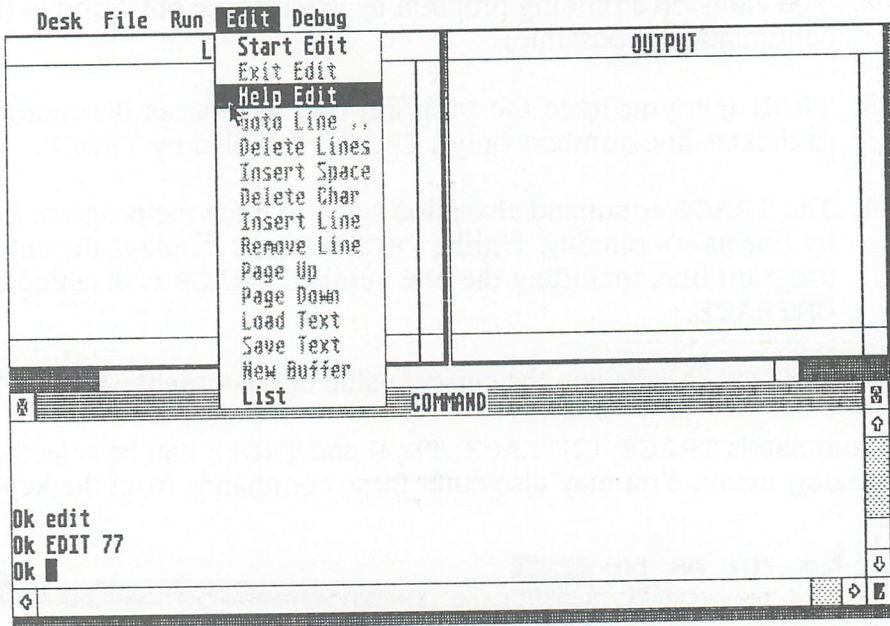 Desk File Run Edit Debug
L
OUTPUT
Start Edit
Exit Edit
Help Edit
Goto Line ..
Delete Lines
Insert Space
Delete Char
Insert Line
Remove Line
Page Up
Page Down
Load Text
Save Text
New Buffer
List
COMMAND
Ok edit
Ok EDIT 77
Ok